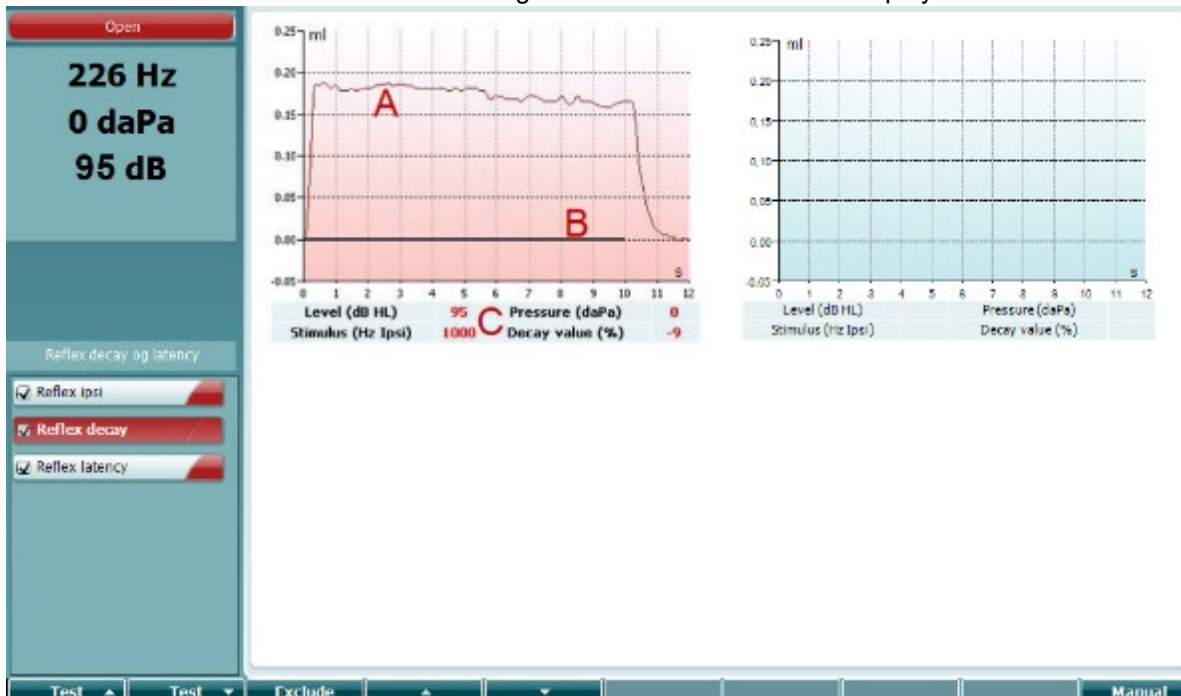 Open
226 Hz
0 daPa
95 dB
Reflex decay og latency
Reflex ipsi
Reflex decay
Reflex latency
0.25 ml
0.20
0.15
0.10
0.05
0.00
-0.05
A
B
s
0 1 2 3 4 5 6 7 8 9 10 11 12
Level (dB HL) 95 C Pressure (daPa) 0
Stimulus (Hz Ipsi) 1000 Decay value (%) -9
0.25 ml
0.20
0.15
0.10
0.05
0.00
-0.05
s
0 1 2 3 4 5 6 7 8 9 10 11 12
Level (dB HL) Pressure (daPa)
Stimulus (Hz Ipsi) Decay value (%)
Test ▲ Test ▼ Exclude ▲ ▼ Manual